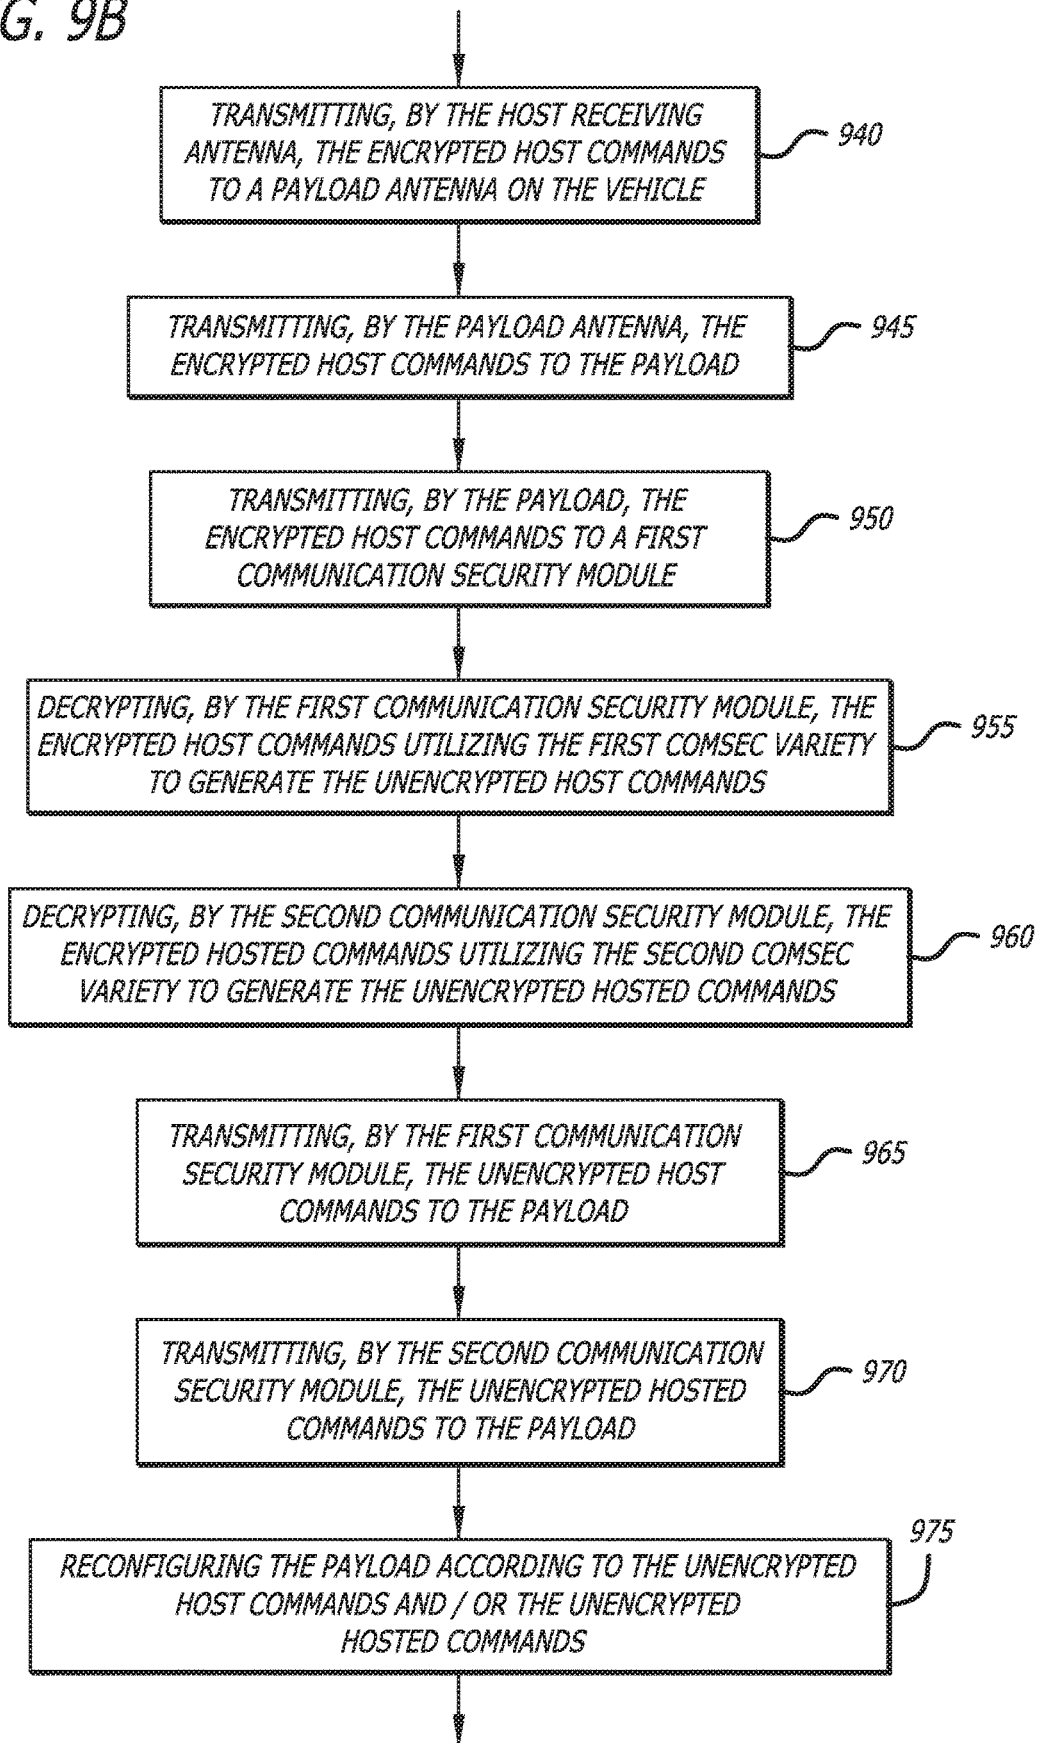 G. 9B
TRANSMITTING, BY THE HOST RECEIVING
ANTENNA, THE ENCRYPTED HOST COMMANDS
TO A PAYLOAD ANTENNA ON THE VEHICLE
940
TRANSMITTING, BY THE PAYLOAD ANTENNA, THE
ENCRYPTED HOST COMMANDS TO THE PAYLOAD
945
TRANSMITTING, BY THE PAYLOAD, THE
ENCRYPTED HOST COMMANDS TO A FIRST
COMMUNICATION SECURITY MODULE
950
DECRYPTING, BY THE FIRST COMMUNICATION SECURITY MODULE, THE
ENCRYPTED HOST COMMANDS UTILIZING THE FIRST COMSEC VARIETY
TO GENERATE THE UNENCRYPTED HOST COMMANDS
955
DECRYPTING, BY THE SECOND COMMUNICATION SECURITY MODULE, THE
ENCRYPTED HOSTED COMMANDS UTILIZING THE SECOND COMSEC
VARIETY TO GENERATE THE UNENCRYPTED HOSTED COMMANDS
960
TRANSMITTING, BY THE FIRST COMMUNICATION
SECURITY MODULE, THE UNENCRYPTED HOST
COMMANDS TO THE PAYLOAD
965
TRANSMITTING, BY THE SECOND COMMUNICATION
SECURITY MODULE, THE UNENCRYPTED HOSTED
COMMANDS TO THE PAYLOAD
970
RECONFIGURING THE PAYLOAD ACCORDING TO THE UNENCRYPTED
HOST COMMANDS AND / OR THE UNENCRYPTED
HOSTED COMMANDS
975